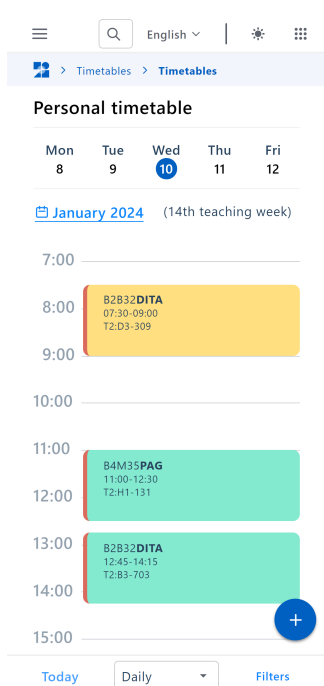 English
Timetables > Timetables
Personal timetable
Mon Tue Wed Thu Fri
8 9 10 11 12
January 2024 (14th teaching week)
7:00
8:00
B2B32DITA
07:30-09:00
T2:D3-309
9:00
10:00
11:00
B4M35PAG
11:00-12:30
T2:H1-131
12:00
13:00
B2B32DITA
12:45-14:15
T2:B3-703
14:00
15:00
Today Daily Filters